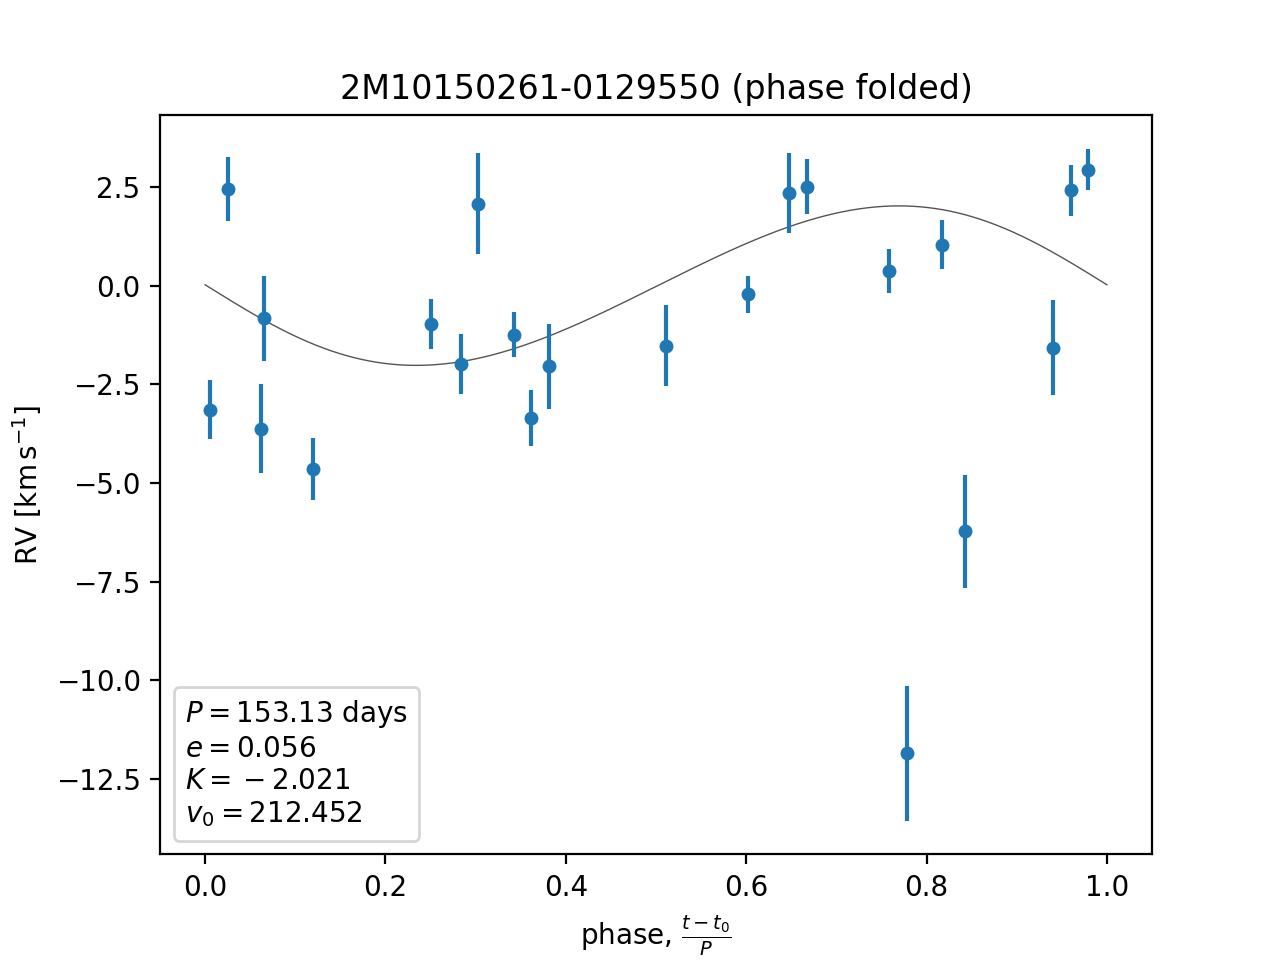 2M10150261-0129550 (phase folded)
RV [km s⁻¹]
2.5
0.0
−2.5
−5.0
−7.5
−10.0
−12.5
P = 153.13 days
e = 0.056
K = −2.021
v₀ = 212.452
0.0 0.2 0.4 0.6 0.8 1.0
phase, (t − t₀)/P